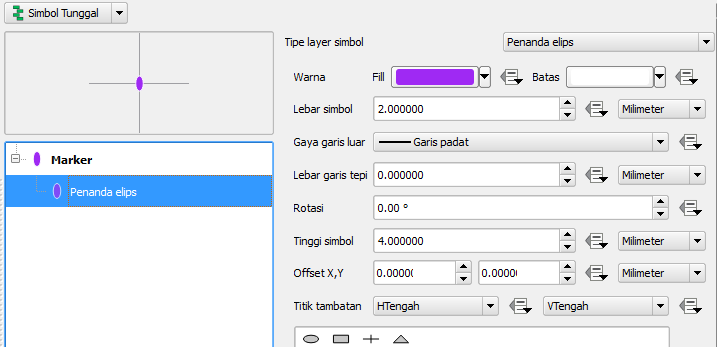 Simbol Tunggal
Tipe layer simbol Penanda elips
Warna Fill Batas
Lebar simbol 2.000000 Milimeter
Gaya garis luar Garis padat
Lebar garis tepi 0.000000 Milimeter
Rotasi 0.00 °
Tinggi simbol 4.000000 Milimeter
Offset X,Y 0.0000 0.0000 Milimeter
Titik tambatan HTengah VTengah
Marker
Penanda elips